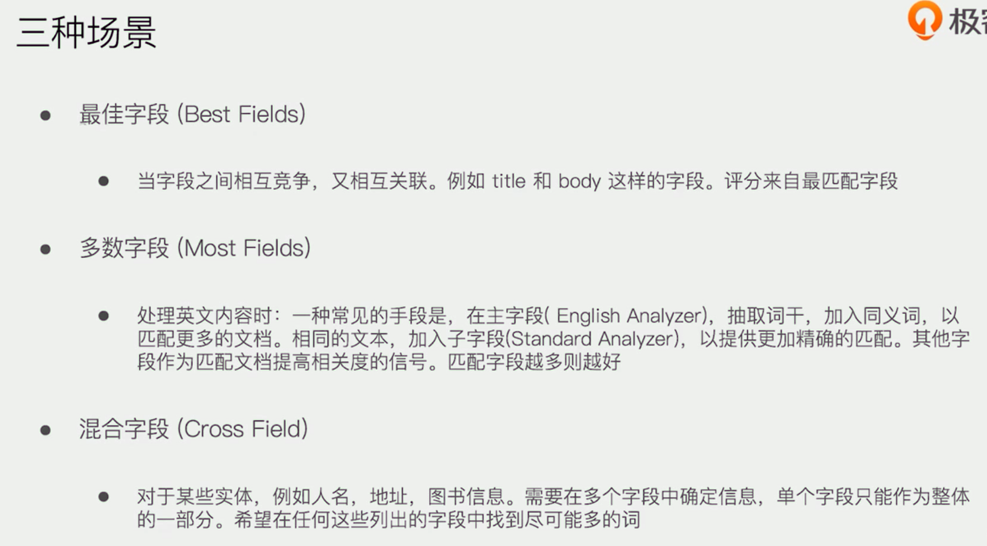 三种场景
极客
● 最佳字段 (Best Fields)
● 当字段之间相互竞争，又相互关联。例如 title 和 body 这样的字段。评分来自最匹配字段
● 多数字段 (Most Fields)
● 处理英文内容时：一种常见的手段是，在主字段( English Analyzer)，抽取词干，加入同义词，以
匹配更多的文档。相同的文本，加入子字段(Standard Analyzer)，以提供更加精确的匹配。其他字
段作为匹配文档提高相关度的信号。匹配字段越多则越好
● 混合字段 (Cross Field)
● 对于某些实体，例如人名，地址，图书信息。需要在多个字段中确定信息，单个字段只能作为整体
的一部分。希望在任何这些列出的字段中找到尽可能多的词